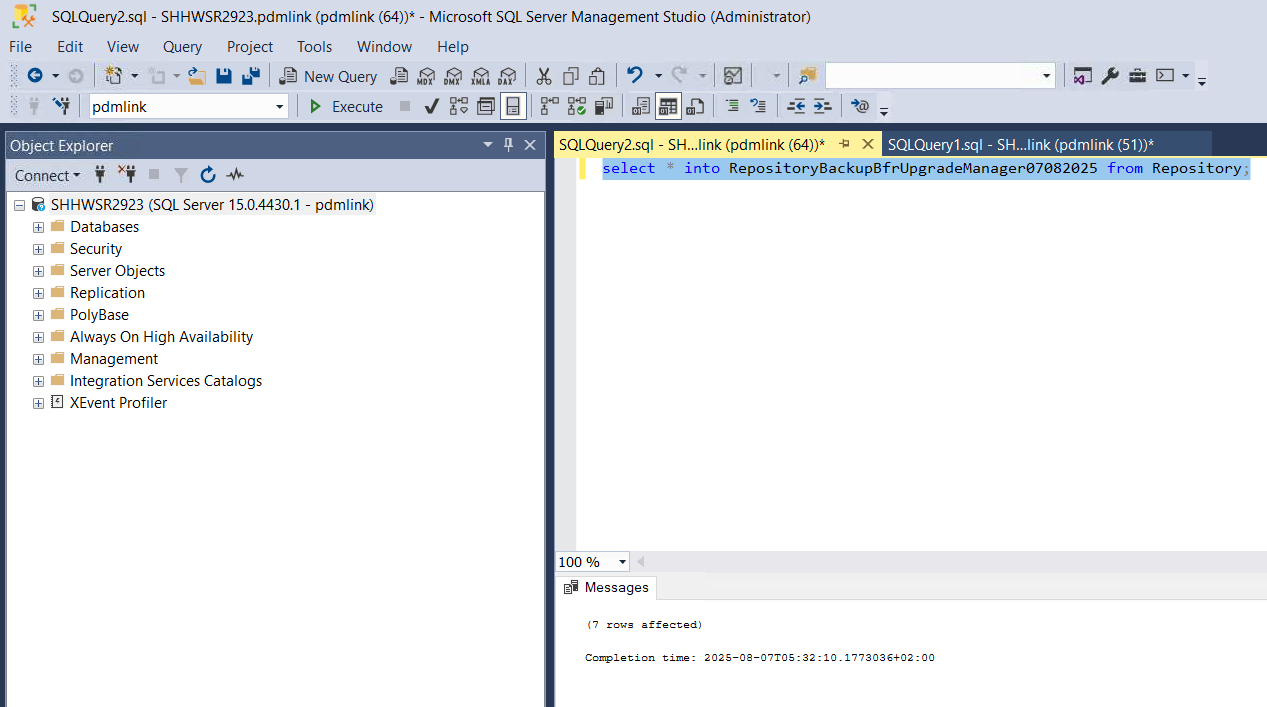 SQLQuery2.sql - SHHWSR2923.pdmlink (pdmlink (64))* - Microsoft SQL Server Management Studio (Administrator)
File Edit View Query Project Tools Window Help
New Query MDX DMX XMLA DAX
pdmlink Execute
Object Explorer
Connect
SHHWSR2923 (SQL Server 15.0.4430.1 - pdmlink)
Databases
Security
Server Objects
Replication
PolyBase
Always On High Availability
Management
Integration Services Catalogs
XEvent Profiler
SQLQuery2.sql - SH...link (pdmlink (64))* SQLQuery1.sql - SH...link (pdmlink (51))*
select * into RepositoryBackupBfrUpgradeManager07082025 from Repository;
100 %
Messages
(7 rows affected)
Completion time: 2025-08-07T05:32:10.1773036+02:00